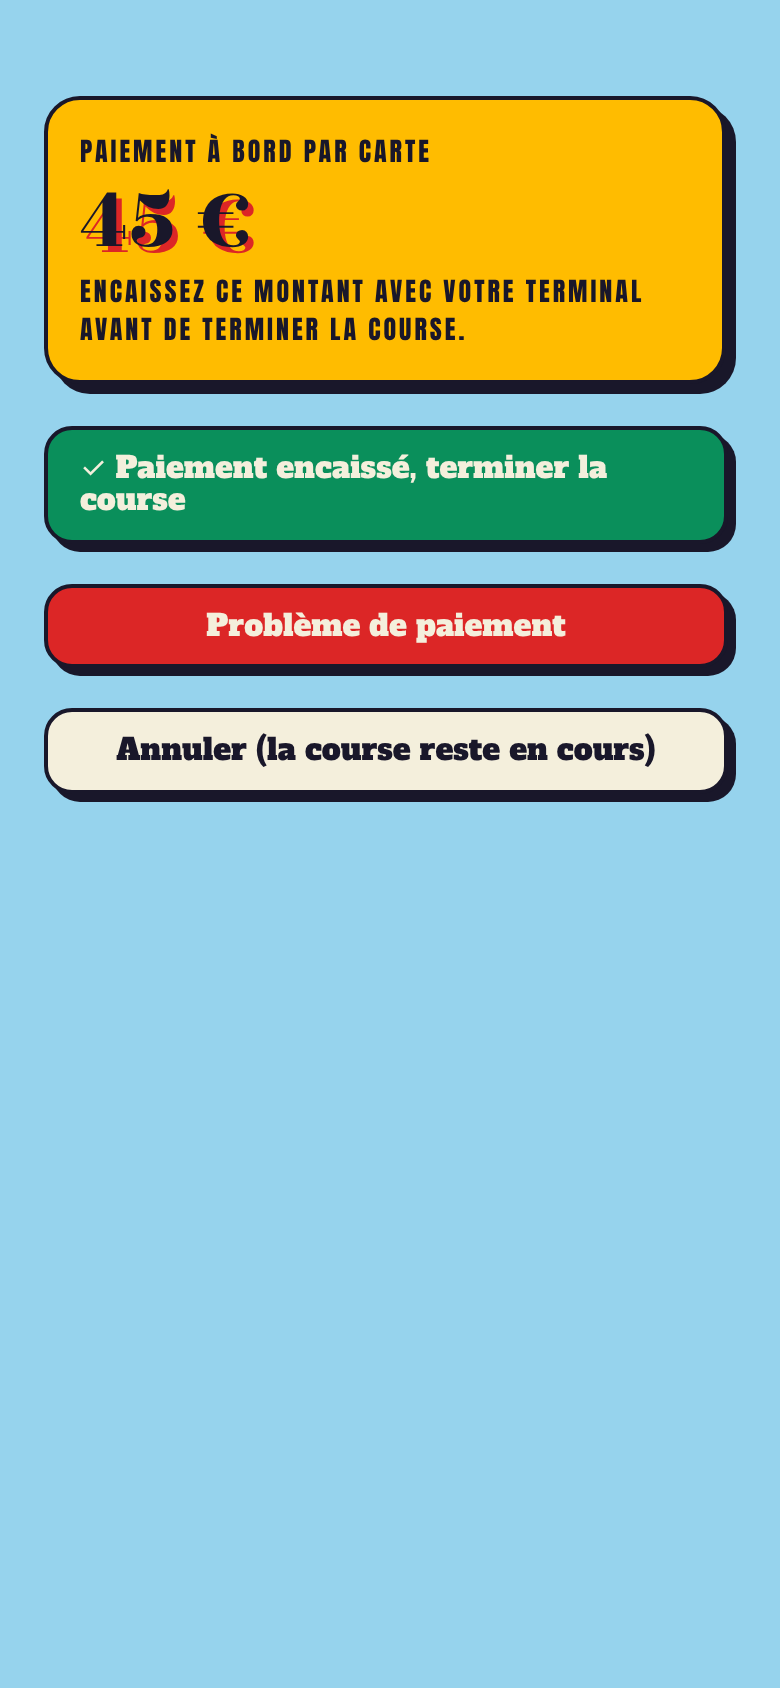 PAIEMENT À BORD PAR CARTE
45 €
ENCAISSEZ CE MONTANT AVEC VOTRE TERMINAL
AVANT DE TERMINER LA COURSE.
✓ Paiement encaissé, terminer la
course
Problème de paiement
Annuler (la course reste en cours)